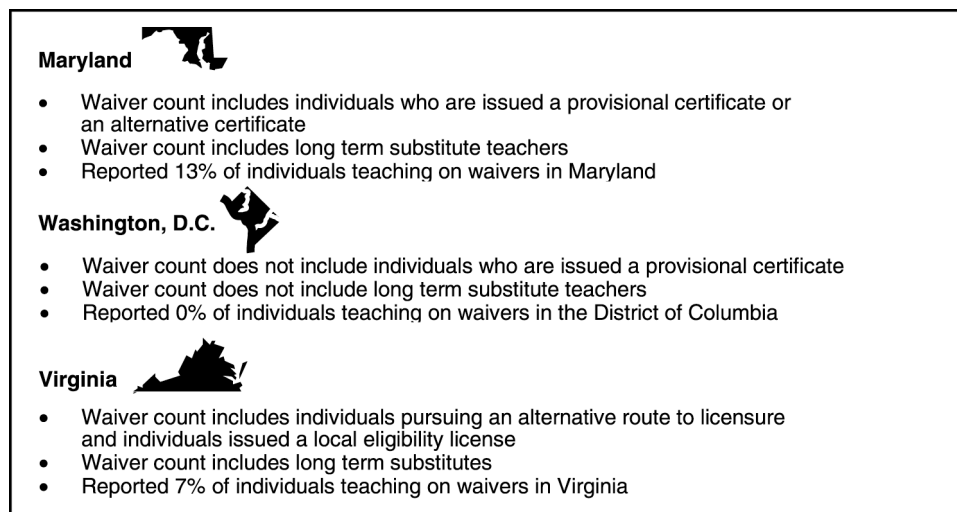 Maryland
• Waiver count includes individuals who are issued a provisional certificate or
an alternative certificate
• Waiver count includes long term substitute teachers
• Reported 13% of individuals teaching on waivers in Maryland
Washington, D.C.
• Waiver count does not include individuals who are issued a provisional certificate
• Waiver count does not include long term substitute teachers
• Reported 0% of individuals teaching on waivers in the District of Columbia
Virginia
• Waiver count includes individuals pursuing an alternative route to licensure
and individuals issued a local eligibility license
• Waiver count includes long term substitutes
• Reported 7% of individuals teaching on waivers in Virginia